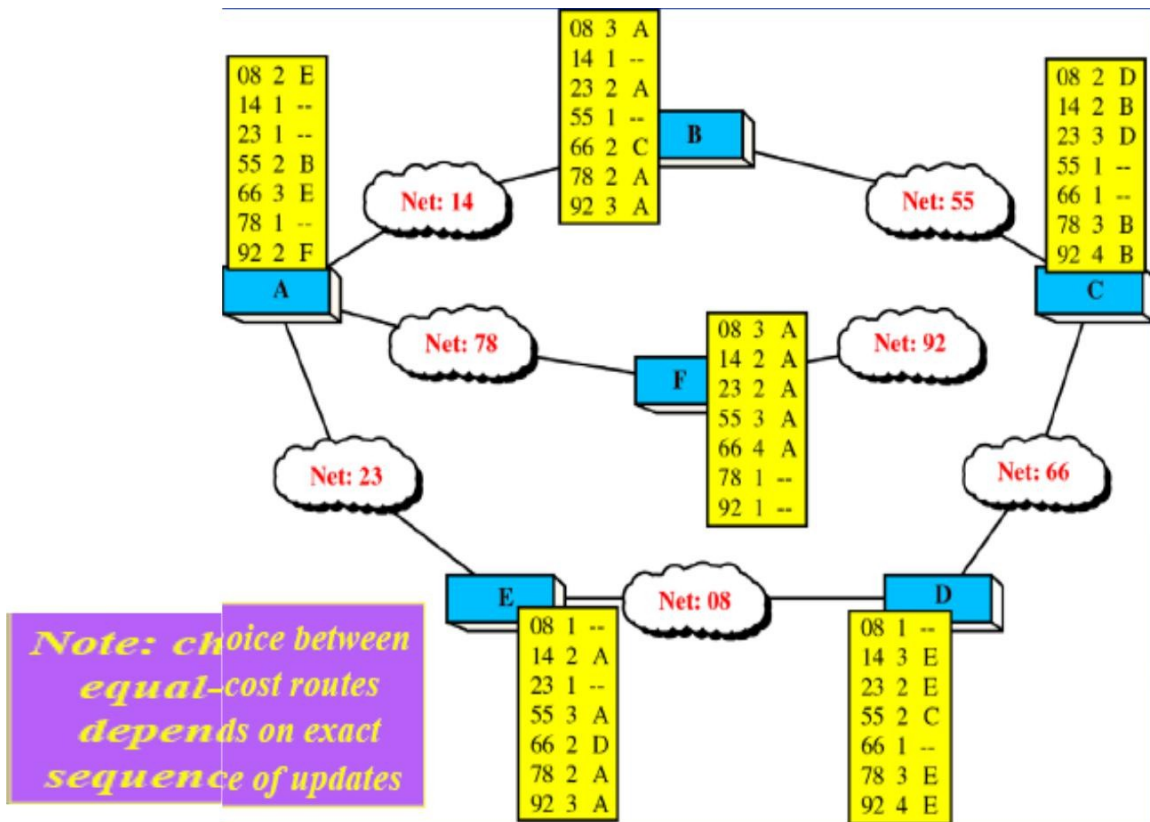 08 3 A
14 1 --
23 2 A
55 1 --
66 2 C
78 2 A
92 3 A
B
08 2 E
14 1 --
23 1 --
55 2 B
66 3 E
78 1 --
92 2 F
A
08 2 D
14 2 B
23 3 D
55 1 --
66 1 --
78 3 B
92 4 B
C
Net: 14
Net: 55
Net: 78
Net: 92
F
08 3 A
14 2 A
23 2 A
55 3 A
66 4 A
78 1 --
92 1 --
Net: 23
Net: 66
E
Net: 08
D
08 1 --
14 2 A
23 1 --
55 3 A
66 2 D
78 2 A
92 3 A
08 1 --
14 3 E
23 2 E
55 2 C
66 1 --
78 3 E
92 4 E
Note: choice between
equal-cost routes
depends on exact
sequence of updates